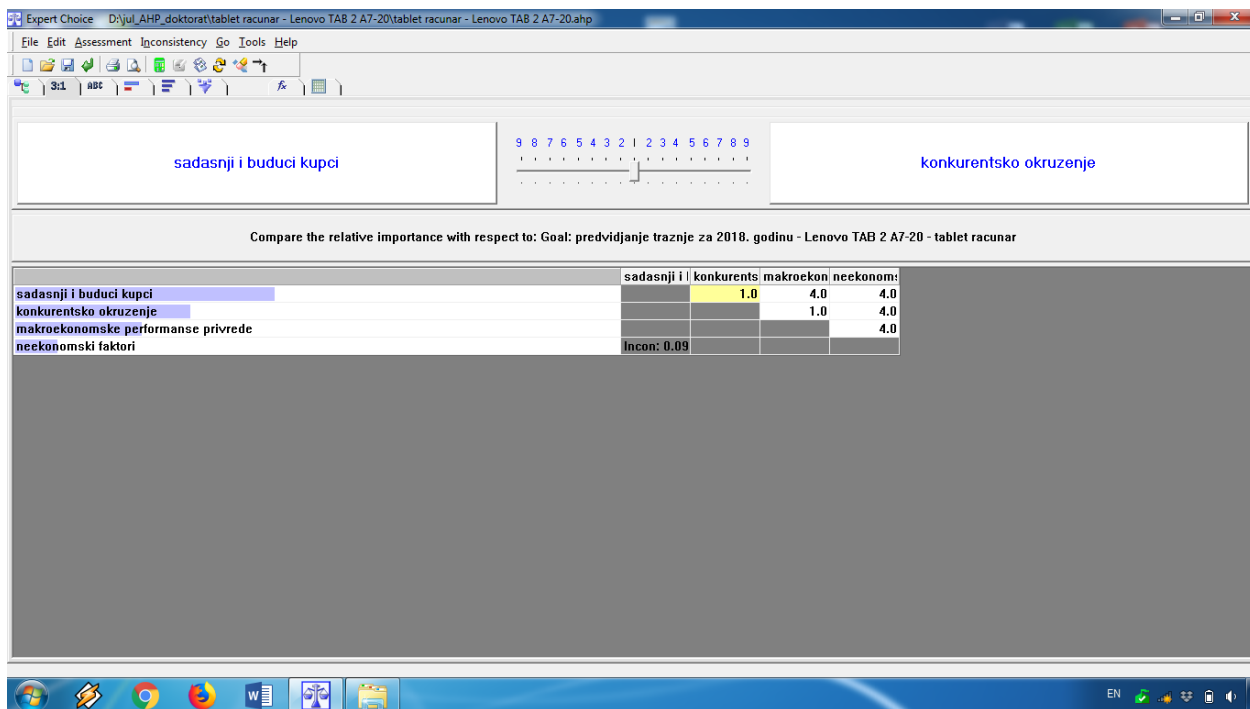 Expert Choice D:\jul_AHP_doktorat\tablet racunar - Lenovo TAB 2 A7-20\tablet racunar - Lenovo TAB 2 A7-20.ahp
File Edit Assessment Inconsistency Go Tools Help
3:1 ABC fx
9 8 7 6 5 4 3 2 1 2 3 4 5 6 7 8 9
sadasnji i buduci kupci konkurentsko okruzenje
Compare the relative importance with respect to: Goal: predvidjanje traznje za 2018. godinu - Lenovo TAB 2 A7-20 - tablet racunar
sadasnji i konkurents makroekon neekonoms
sadasnji i buduci kupci 1.0 4.0 4.0
konkurentsko okruzenje 1.0 4.0
makroekonomske performanse privrede 4.0
neekonomski faktori Incon: 0.09
W EN